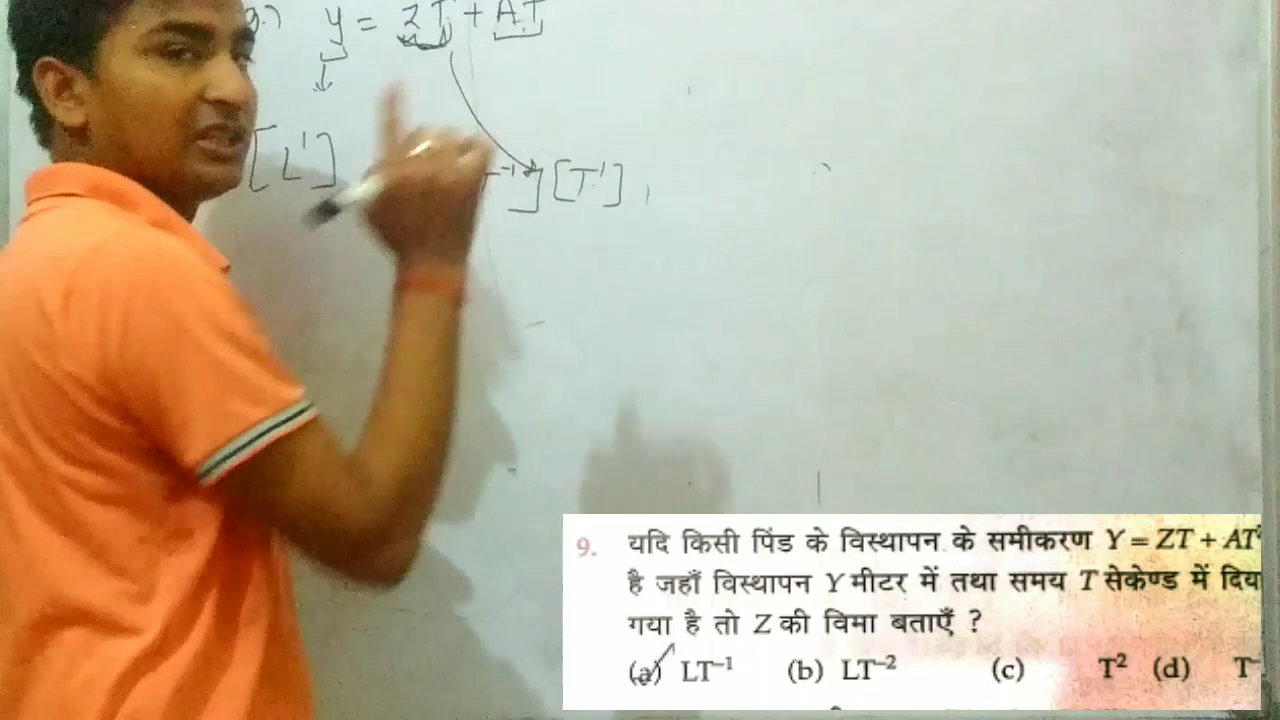 y = ZT + AT
[L¹]
⁻¹] [T¹]
9. यदि किसी पिंड के विस्थापन के समीकरण Y = ZT + AT
है जहाँ विस्थापन Y मीटर में तथा समय T सेकेण्ड में दिय
गया है तो Z की विमा बताएँ ?
(a) LT⁻¹ (b) LT⁻² (c) T² (d) T⁻